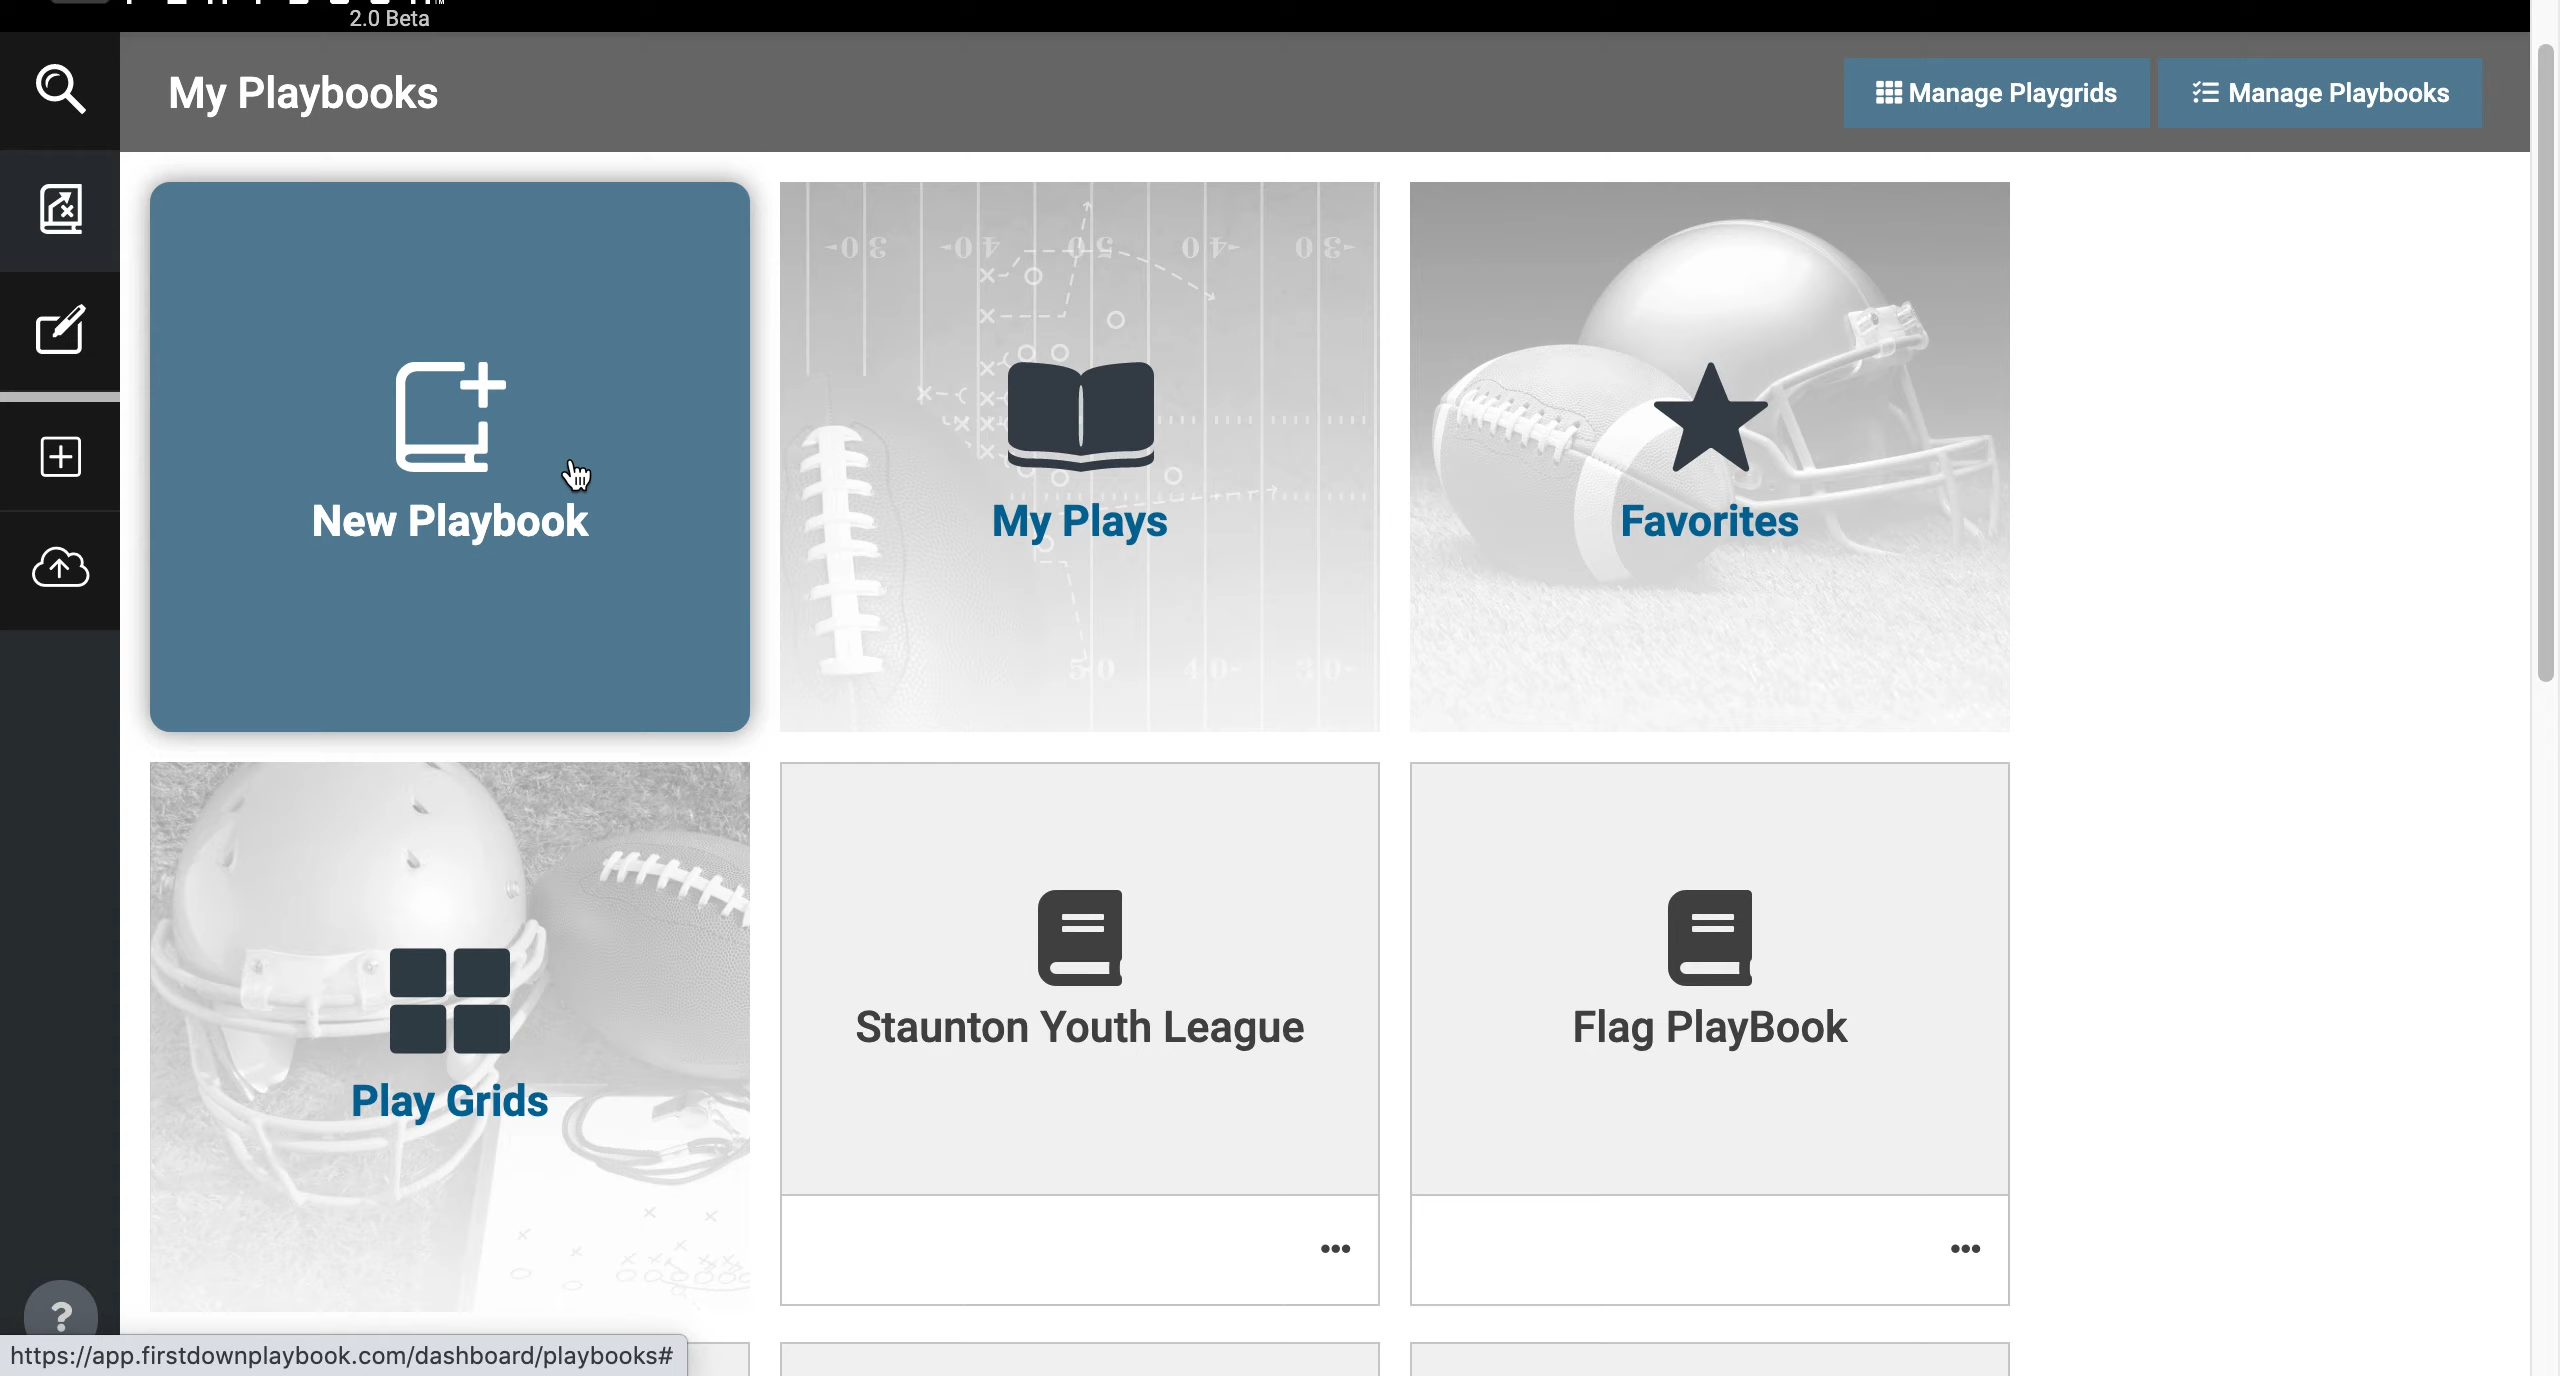 2.0 Beta
My Playbooks
Manage Playgrids
Manage Playbooks
New Playbook
My Plays
Favorites
Play Grids
Staunton Youth League
Flag PlayBook
?
https://app.firstdownplaybook.com/dashboard/playbooks#